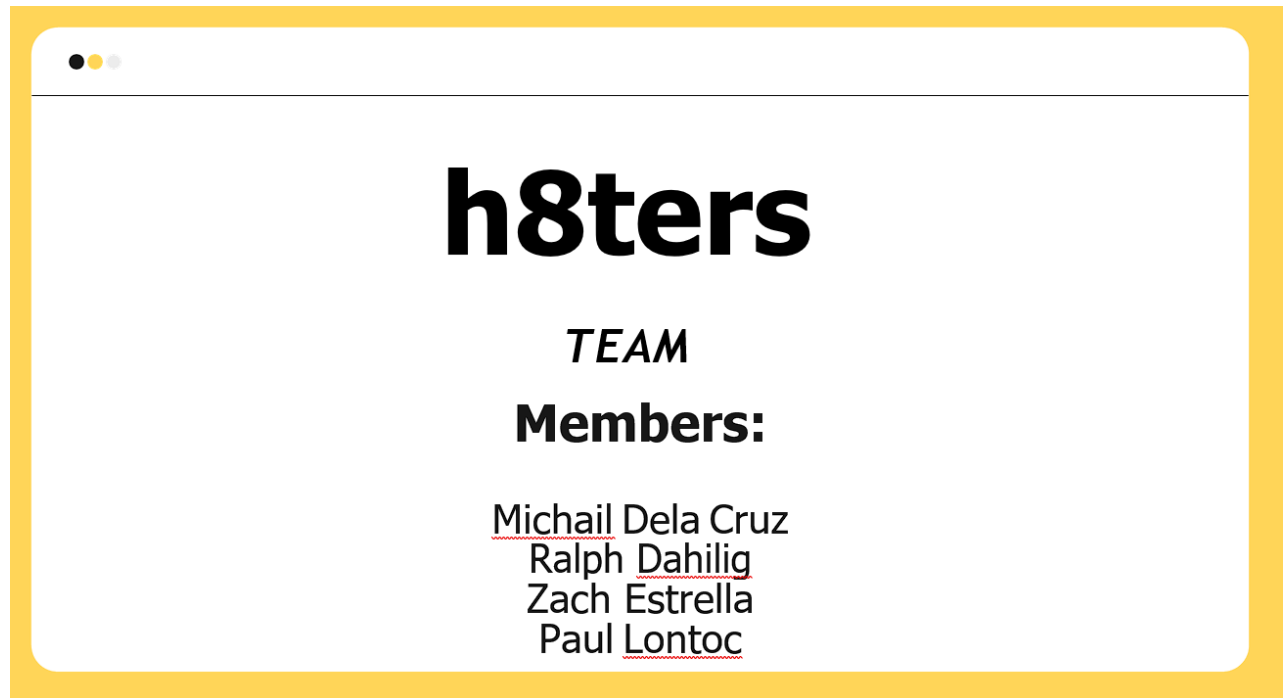 h8ters
TEAM
Members:
Michail Dela Cruz
Ralph Dahilig
Zach Estrella
Paul Lontoc